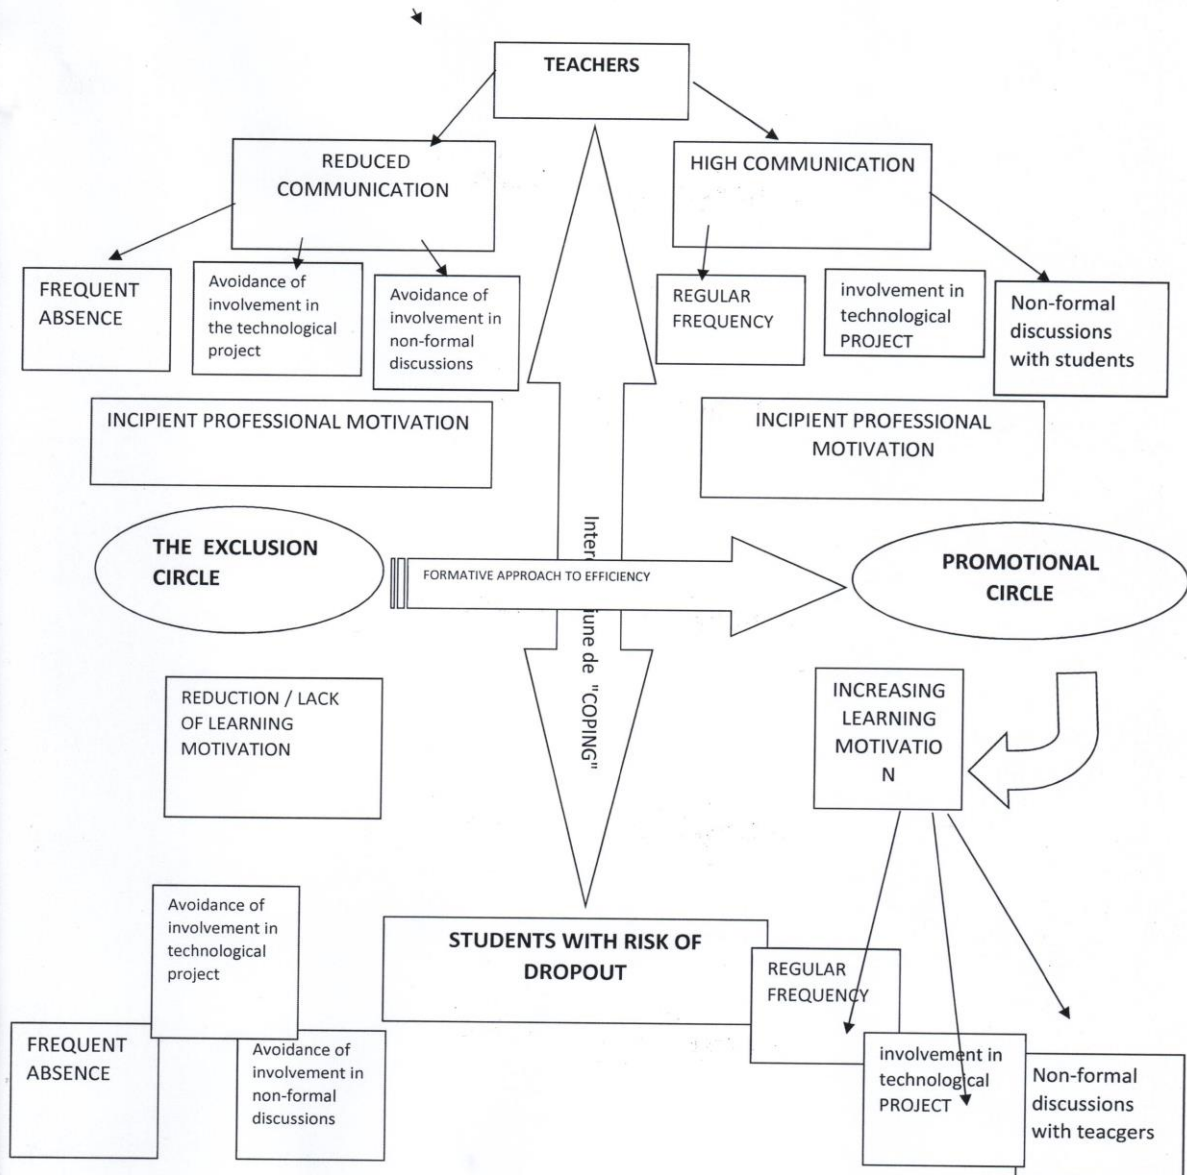 TEACHERS
REDUCED
COMMUNICATION
HIGH COMMUNICATION
FREQUENT
ABSENCE
Avoidance of
involvement in
the technological
project
Avoidance of
involvement in
non-formal
discussions
REGULAR
FREQUENCY
involvement in
technological
PROJECT
Non-formal
discussions
with students
INCIPIENT PROFESSIONAL MOTIVATION
INCIPIENT PROFESSIONAL
MOTIVATION
THE EXCLUSION
CIRCLE
FORMATIVE APPROACH TO EFFICIENCY
de "COPING"
PROMOTIONAL
CIRCLE
REDUCTION / LACK
OF LEARNING
MOTIVATION
INCREASING
LEARNING
MOTIVATIO
N
Avoidance of
involvement in
technological
project
STUDENTS WITH RISK OF
DROPOUT
REGULAR
FREQUENCY
FREQUENT
ABSENCE
Avoidance of
involvement in
non-formal
discussions
involvement in
technological
PROJECT
Non-formal
discussions
with teacgers